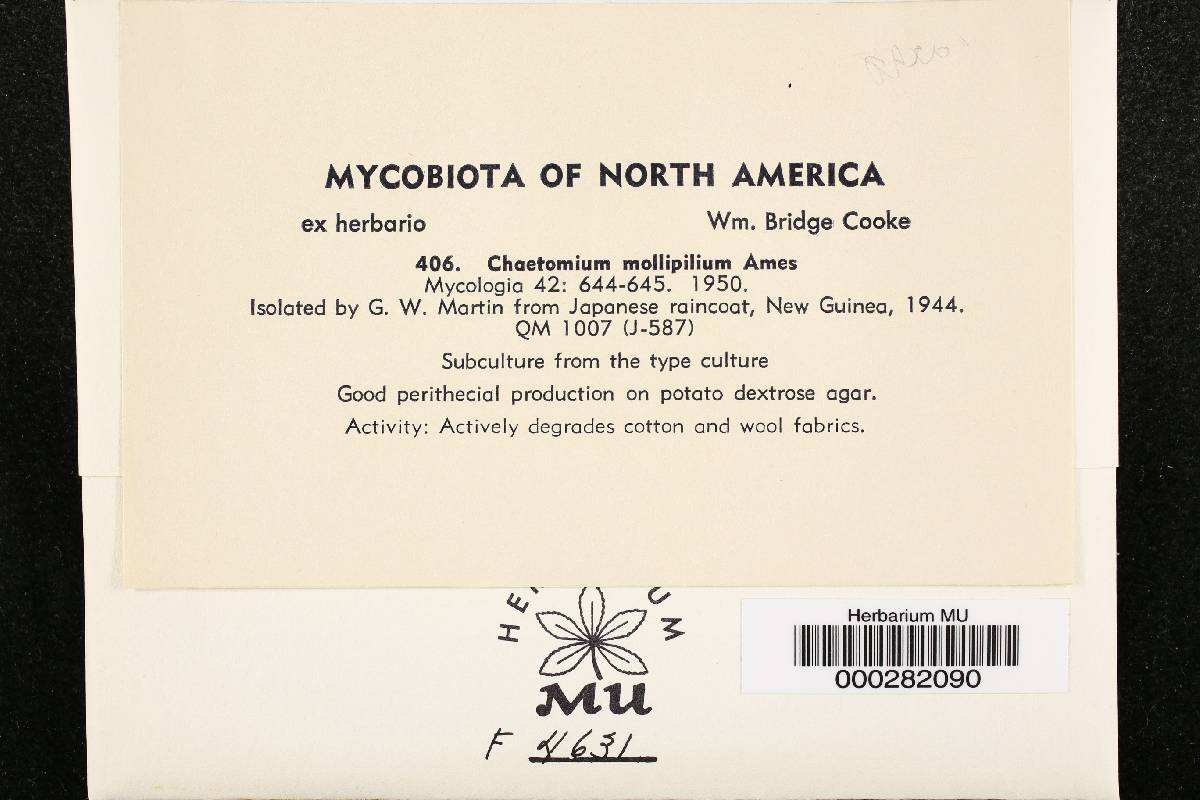 MYCOBIOTA OF NORTH AMERICA
ex herbario Wm. Bridge Cooke
406. Chaetomium mollipilium Ames
Mycologia 42: 644-645. 1950.
Isolated by G. W. Martin from Japanese raincoat, New Guinea, 1944.
QM 1007 (J-587)
Subculture from the type culture
Good perithecial production on potato dextrose agar.
Activity: Actively degrades cotton and wool fabrics.
MU
F 4631
Herbarium MU
000282090